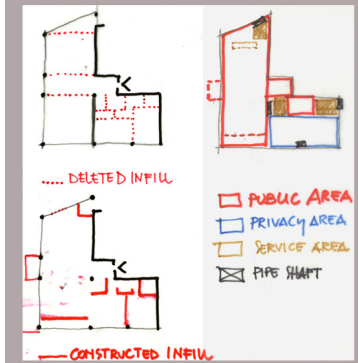 ..... DELETED INFILL
PUBLIC AREA
PRIVACY AREA
SERVICE AREA
PIPE SHAFT
CONSTRUCTED INFILL